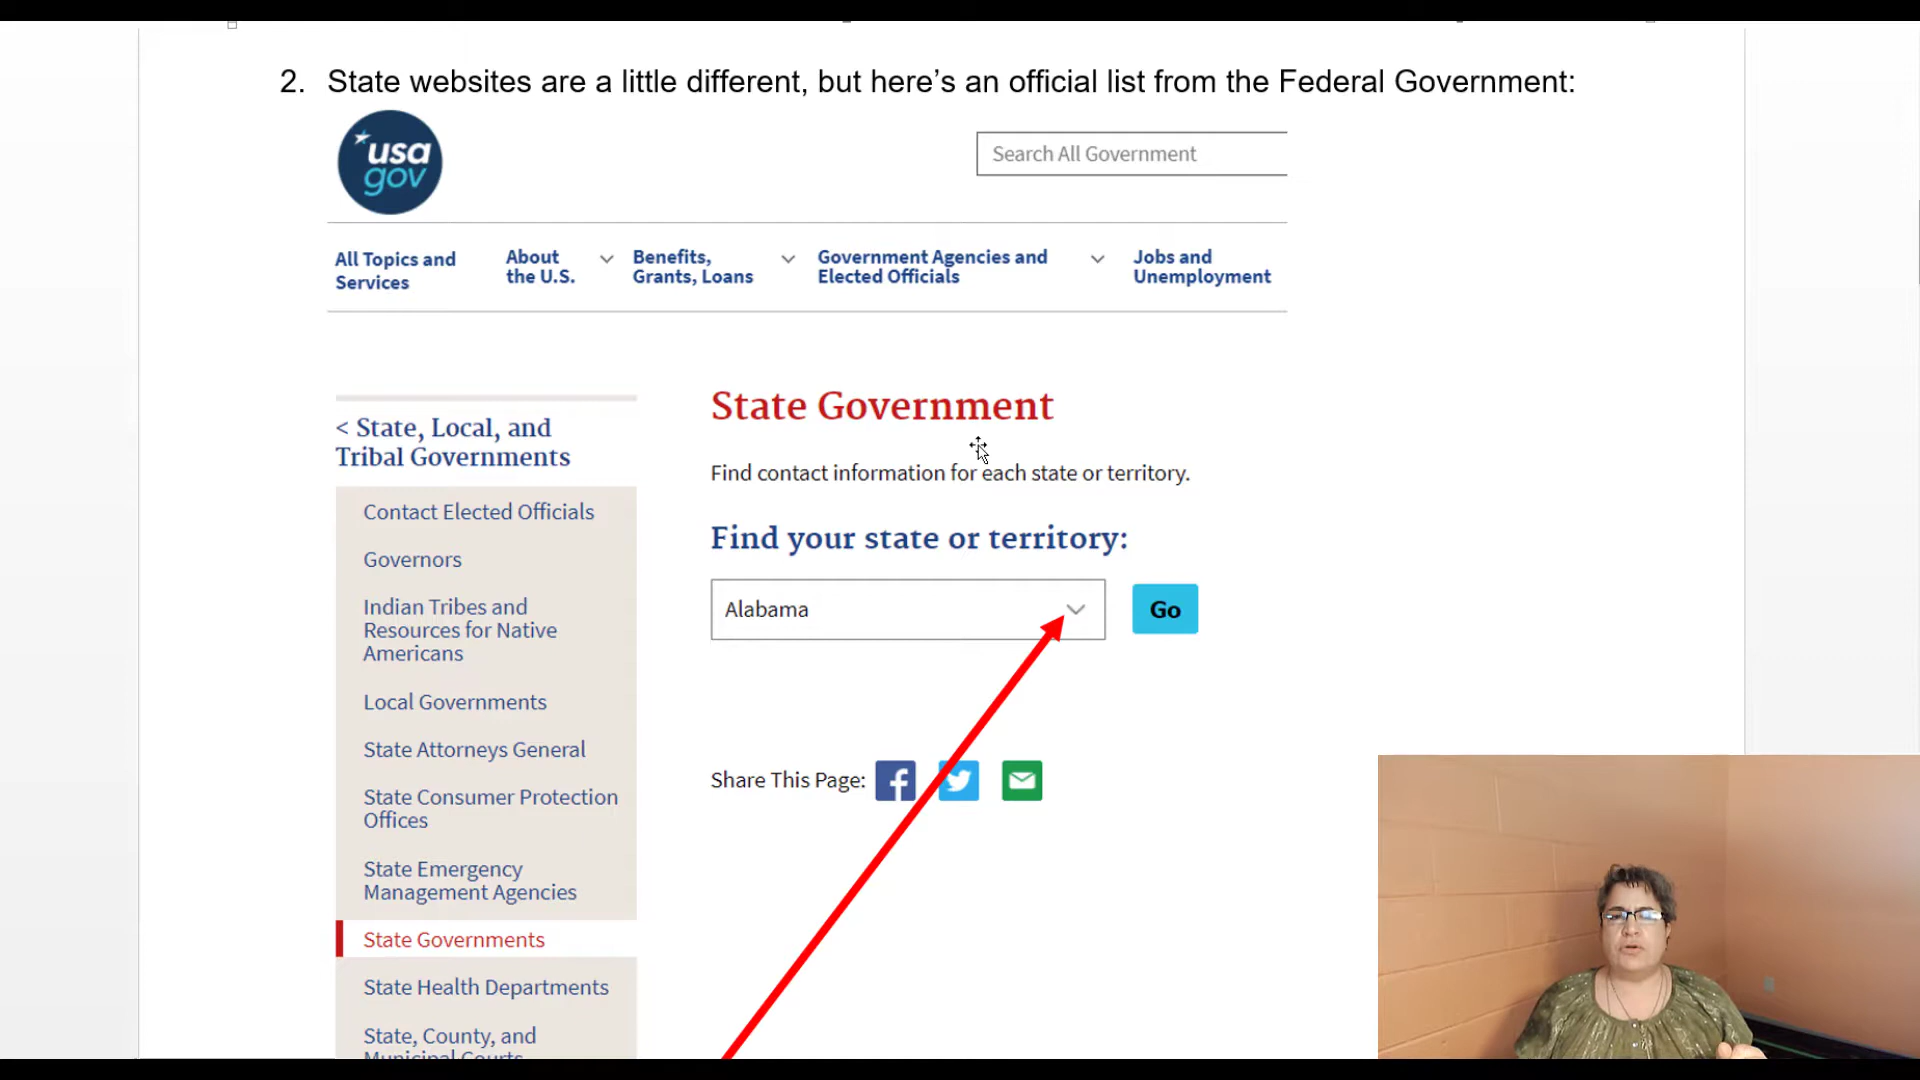 2. State websites are a little different, but here’s an official list from the Federal Government:
usa
gov
Search All Government
All Topics and
Services
About
the U.S.
Benefits,
Grants, Loans
Government Agencies and
Elected Officials
Jobs and
Unemployment
< State, Local, and
Tribal Governments
Contact Elected Officials
Governors
Indian Tribes and
Resources for Native
Americans
Local Governments
State Attorneys General
State Consumer Protection
Offices
State Emergency
Management Agencies
State Governments
State Health Departments
State, County, and
Municipal Courts
State Government
Find contact information for each state or territory.
Find your state or territory:
Alabama
Go
Share This Page: